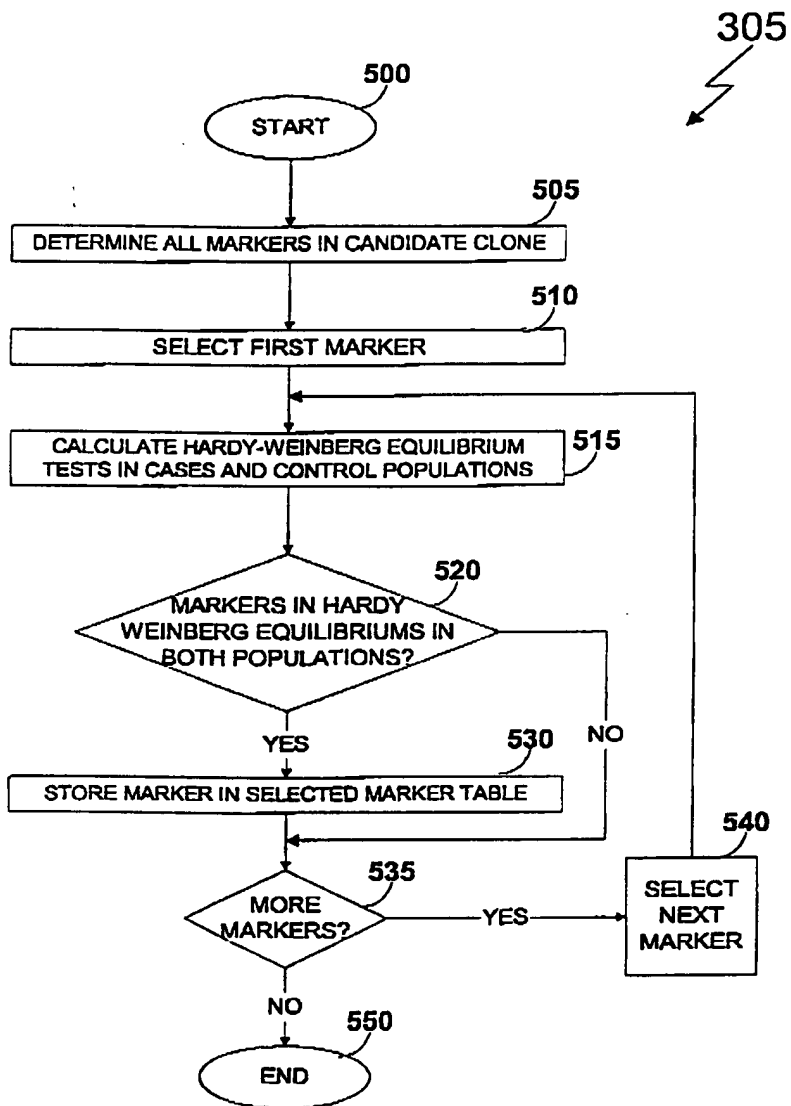 305
500
START
505
DETERMINE ALL MARKERS IN CANDIDATE CLONE
510
SELECT FIRST MARKER
CALCULATE HARDY-WEINBERG EQUILIBRIUM
TESTS IN CASES AND CONTROL POPULATIONS
515
520
MARKERS IN HARDY
WEINBERG EQUILIBRIUMS IN
BOTH POPULATIONS?
YES
NO
530
STORE MARKER IN SELECTED MARKER TABLE
540
535
MORE
MARKERS?
YES
SELECT
NEXT
MARKER
NO
550
END